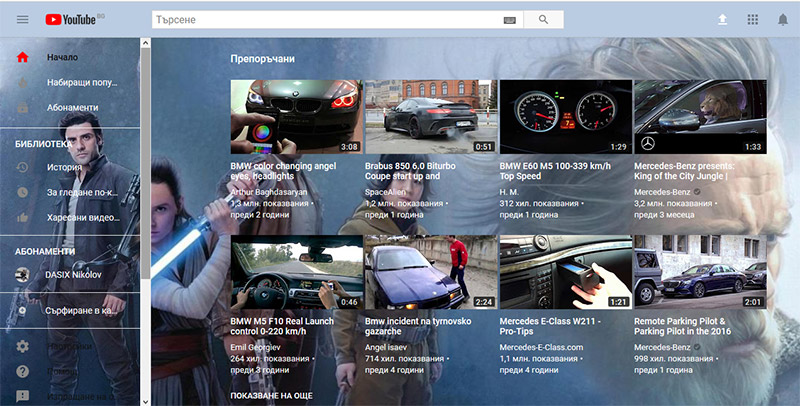 YouTube BG
Търсене
Начало
Набиращи попу...
Абонаменти
БИБЛИОТЕКА
История
За гледане по-к...
Харесани видео...
АБОНАМЕНТИ
DASIX Nikolov
Сърфиране в ка...
Настройки
Помощ
Изпращане на о...
Препоръчани
3:08
0:51
1:29
1:33
BMW color changing angel
eyes, headlights
Arthur Baghdasaryan
1,3 млн. показвания •
преди 2 години
Brabus 850 6.0 Biturbo
Coupe start up and
SpaceAlien
1,2 млн. показвания •
преди 1 година
BMW E60 M5 100-339 km/h
Top Speed
H. M.
312 хил. показвания •
преди 1 година
Mercedes-Benz presents:
King of the City Jungle |
Mercedes-Benz
3,2 млн. показвания •
преди 3 месеца
0:46
2:24
1:21
2:01
BMW M5 F10 Real Launch
control 0-220 km/h
Emil Georgiev
264 хил. показвания •
преди 3 години
Bmw incident na tyrnovsko
gazarche
Angel isaev
714 хил. показвания •
преди 4 години
Mercedes E-Class W211 -
Pro-Tips
Mercedes-E-Class.com
1,1 млн. показвания •
преди 4 години
Remote Parking Pilot &
Parking Pilot in the 2016
Mercedes-Benz
998 хил. показвания •
преди 1 година
ПОКАЗВАНЕ НА ОЩЕ